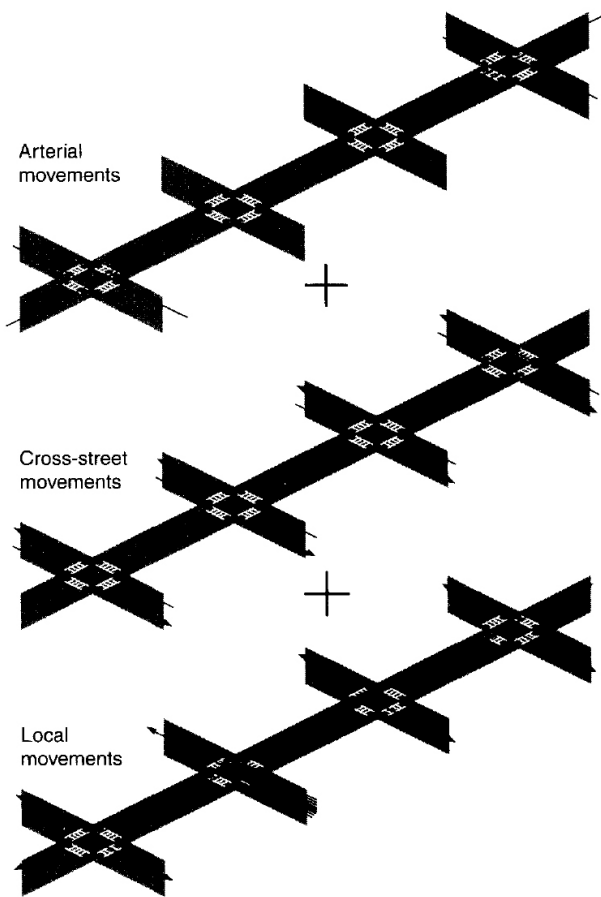 Arterial
movements
+
Cross-street
movements
+
Local
movements